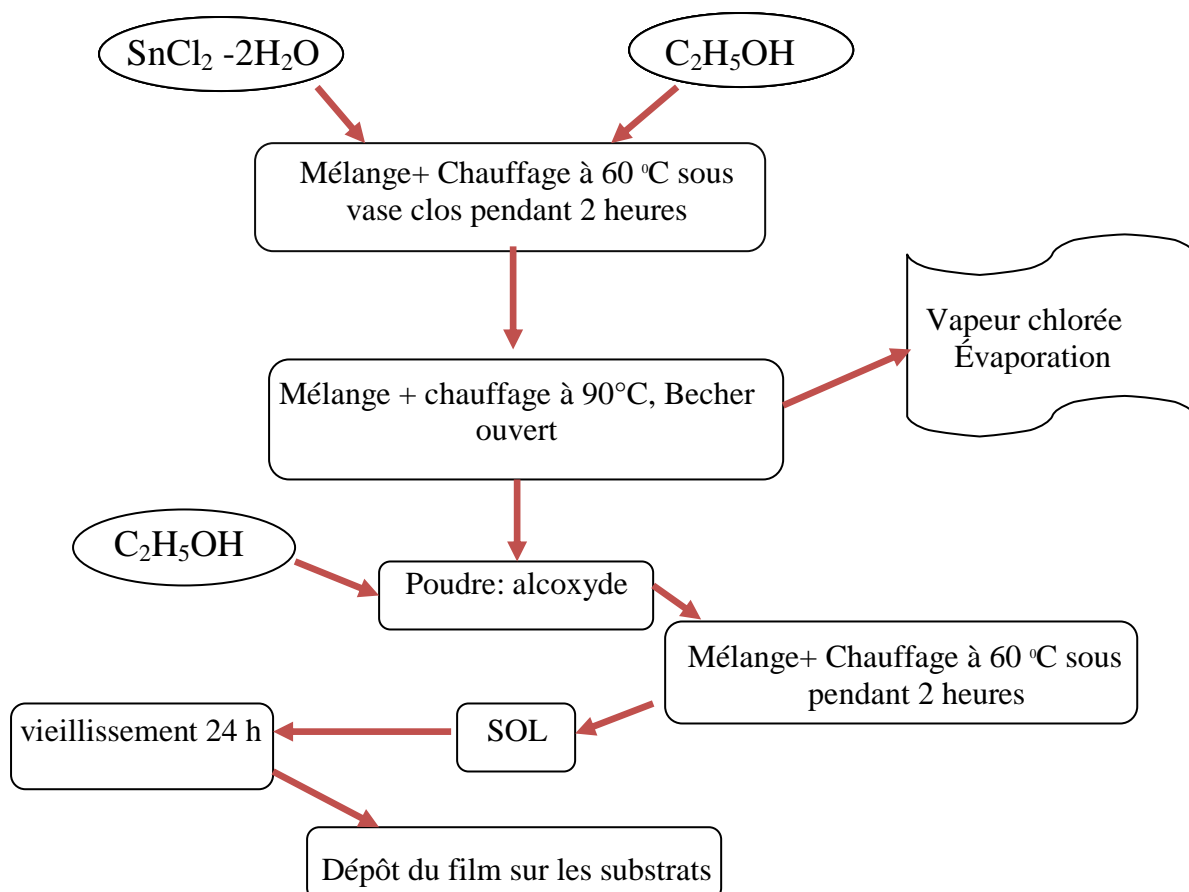 SnCl₂ -2H₂O
C₂H₅OH
Mélange+ Chauffage à 60 ⁰C sous
vase clos pendant 2 heures
Vapeur chlorée
Évaporation
Mélange + chauffage à 90°C, Becher
ouvert
C₂H₅OH
Poudre: alcoxyde
Mélange+ Chauffage à 60 ⁰C sous
pendant 2 heures
SOL
vieillissement 24 h
Dépôt du film sur les substrats